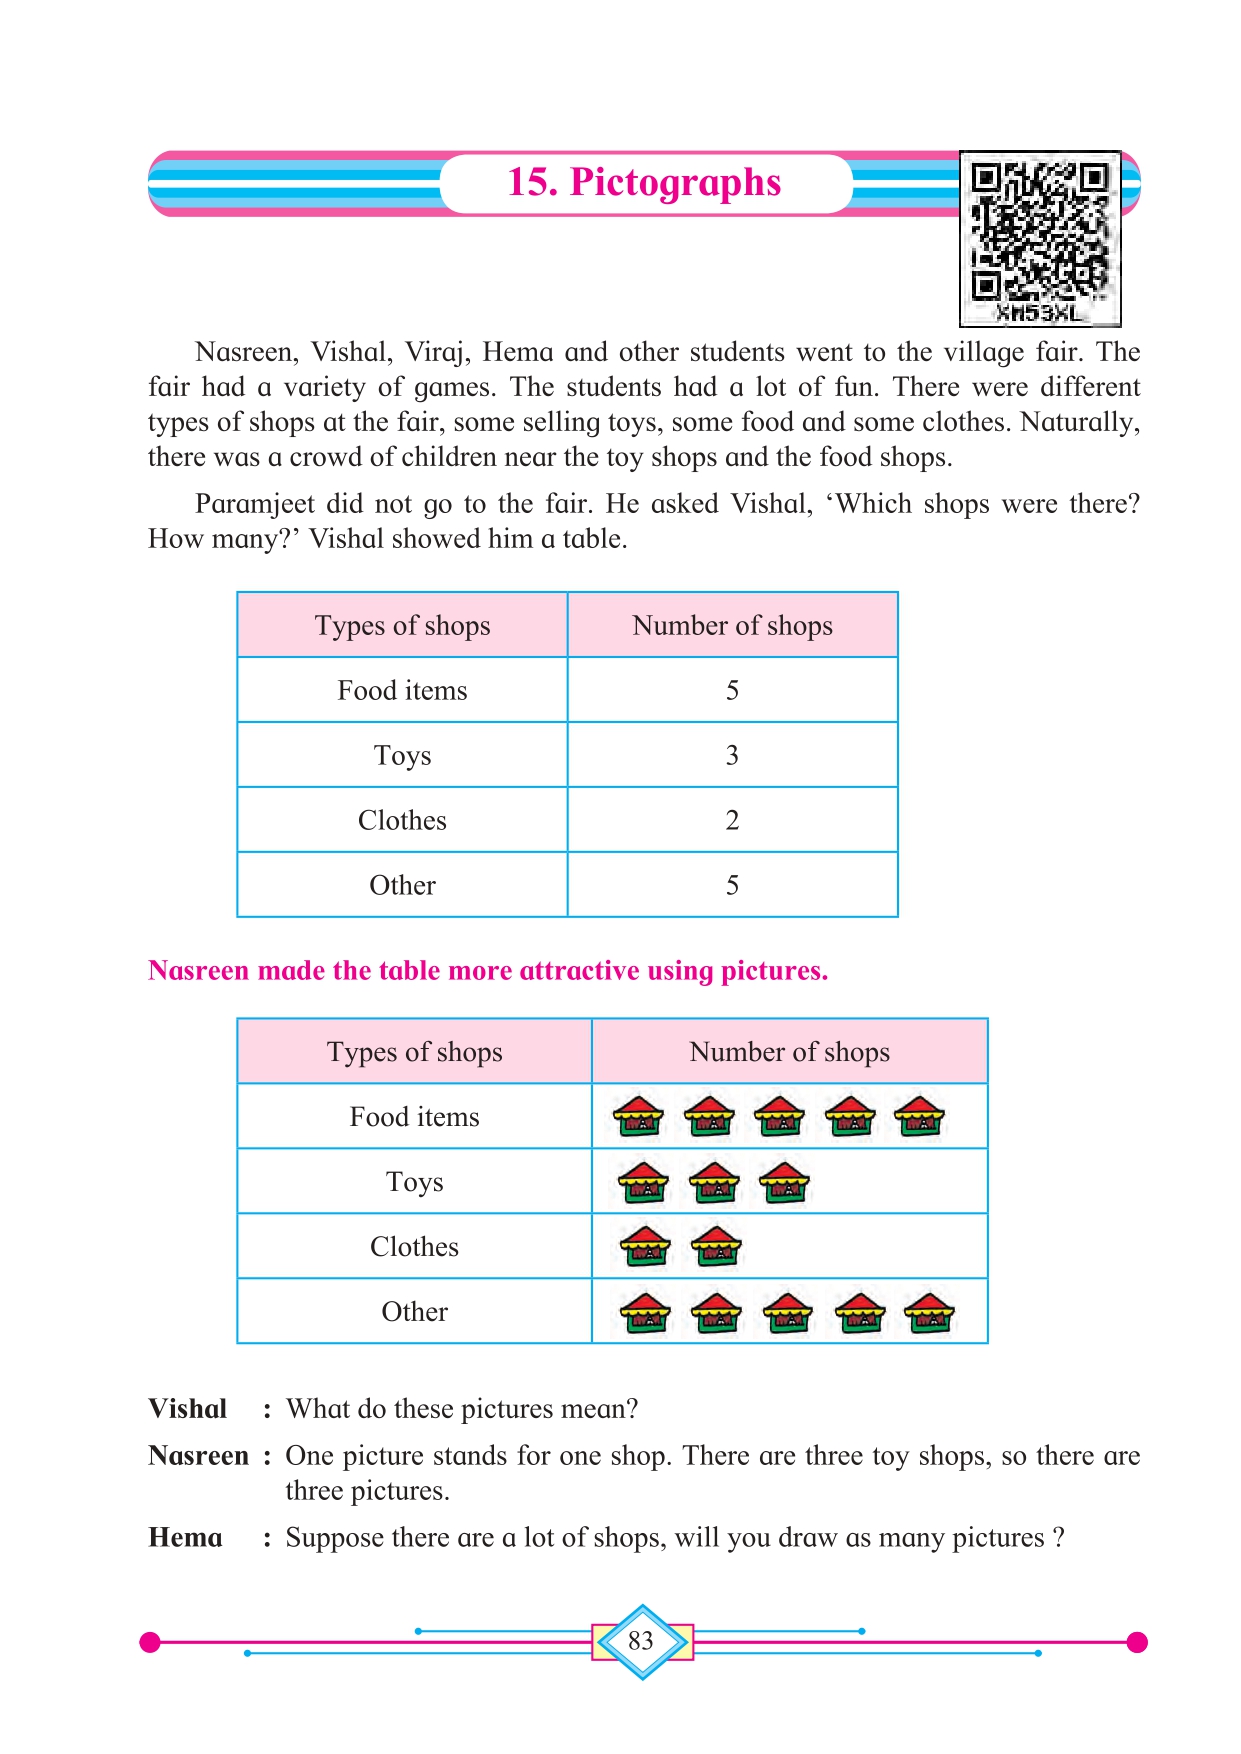 15. Pictographs
XM53XL
Nasreen, Vishal, Viraj, Hema and other students went to the village fair. The
fair had a variety of games. The students had a lot of fun. There were different
types of shops at the fair, some selling toys, some food and some clothes. Naturally,
there was a crowd of children near the toy shops and the food shops.
Paramjeet did not go to the fair. He asked Vishal, ‘Which shops were there?
How many?’ Vishal showed him a table.
Types of shops Number of shops
Food items 5
Toys 3
Clothes 2
Other 5
Nasreen made the table more attractive using pictures.
Types of shops Number of shops
Food items
Toys
Clothes
Other
Vishal : What do these pictures mean?
Nasreen : One picture stands for one shop. There are three toy shops, so there are
three pictures.
Hema : Suppose there are a lot of shops, will you draw as many pictures ?
83